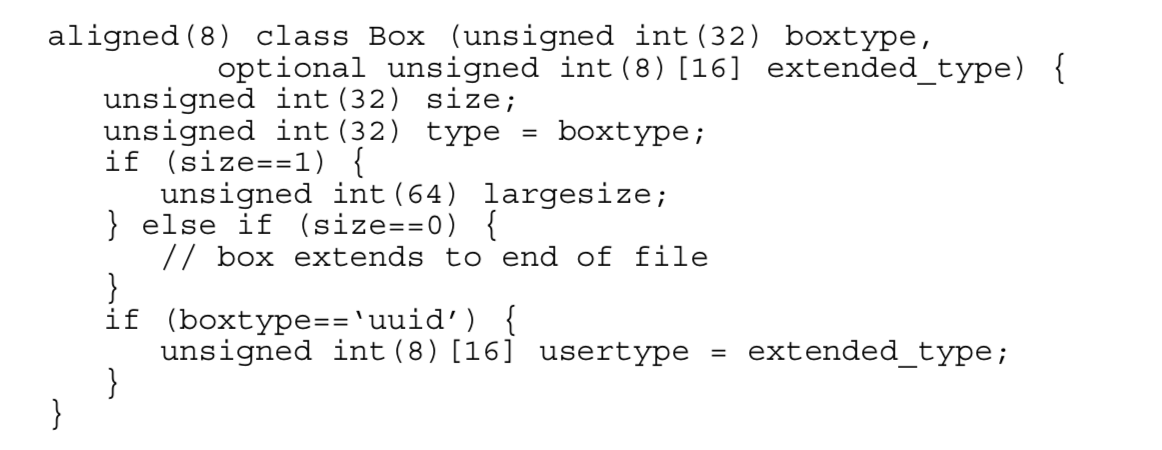 aligned(8) class Box (unsigned int(32) boxtype,
         optional unsigned int(8)[16] extended_type) {
   unsigned int(32) size;
   unsigned int(32) type = boxtype;
   if (size==1) {
      unsigned int(64) largesize;
   } else if (size==0) {
      // box extends to end of file
   }
   if (boxtype==‘uuid’) {
      unsigned int(8)[16] usertype = extended_type;
   }
}